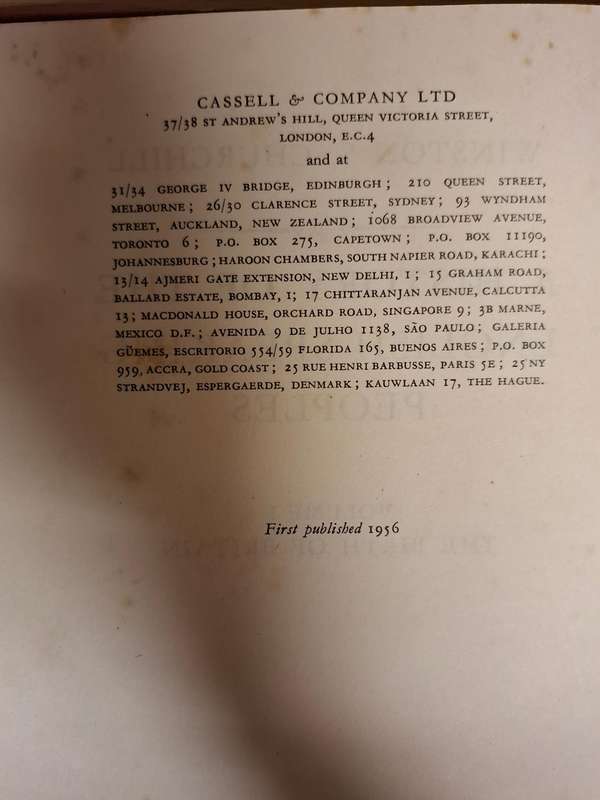 CASSELL & COMPANY LTD
37/38 ST ANDREW'S HILL, QUEEN VICTORIA STREET,
LONDON, E.C.4
and at
31/34 GEORGE IV BRIDGE, EDINBURGH; 210 QUEEN STREET,
MELBOURNE; 26/30 CLARENCE STREET, SYDNEY; 93 WYNDHAM
STREET, AUCKLAND, NEW ZEALAND; 1068 BROADVIEW AVENUE,
TORONTO 6; P.O. BOX 275, CAPETOWN; P.O. BOX 11190,
JOHANNESBURG; HAROON CHAMBERS, SOUTH NAPIER ROAD, KARACHI;
13/14 AJMERI GATE EXTENSION, NEW DELHI, 1; 15 GRAHAM ROAD,
BALLARD ESTATE, BOMBAY, 1; 17 CHITTARANJAN AVENUE, CALCUTTA
13; MACDONALD HOUSE, ORCHARD ROAD, SINGAPORE 9; 3B MARNE,
MEXICO D.F.; AVENIDA 9 DE JULHO 1138, SÃO PAULO; GALERIA
GÜEMES, ESCRITORIO 554/59 FLORIDA 165, BUENOS AIRES; P.O. BOX
959, ACCRA, GOLD COAST; 25 RUE HENRI BARBUSSE, PARIS 5E; 25 NY
STRANDVEJ, ESPERGAERDE, DENMARK; KAUWLAAN 17, THE HAGUE.
First published 1956